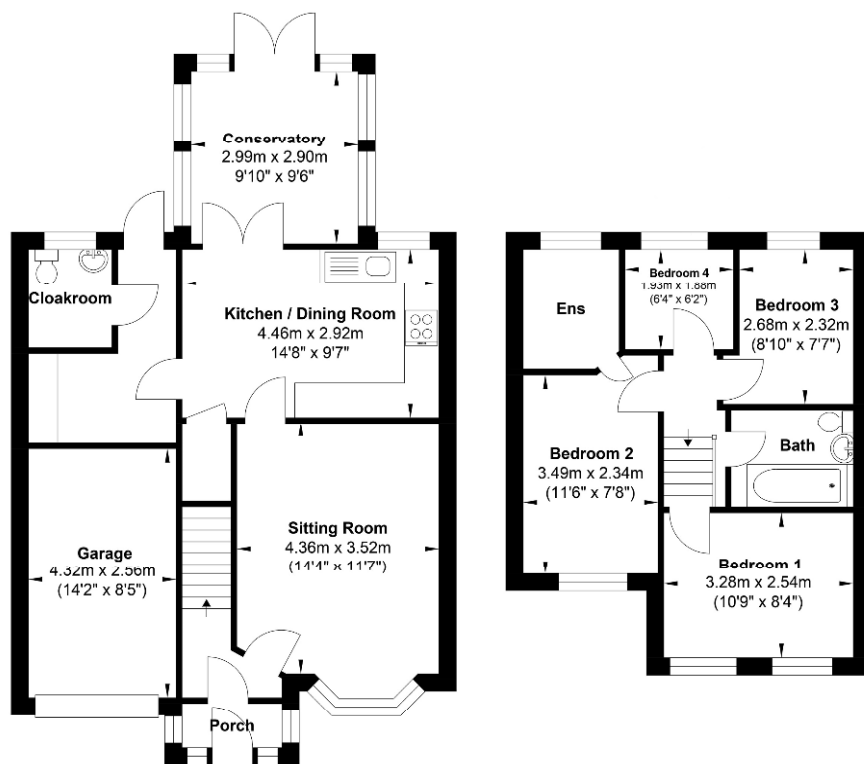 Conservatory
2.99m x 2.90m
9'10" x 9'6"
Cloakroom
Kitchen / Dining Room
4.46m x 2.92m
14'8" x 9'7"
Sitting Room
4.36m x 3.52m
(14'4" x 11'7")
Garage
4.32m x 2.56m
(14'2" x 8'5")
Porch
Ens
Bedroom 4
1.93m x 1.88m
(6'4" x 6'2")
Bedroom 3
2.68m x 2.32m
(8'10" x 7'7")
Bedroom 2
3.49m x 2.34m
(11'6" x 7'8")
Bath
Bedroom 1
3.28m x 2.54m
(10'9" x 8'4")